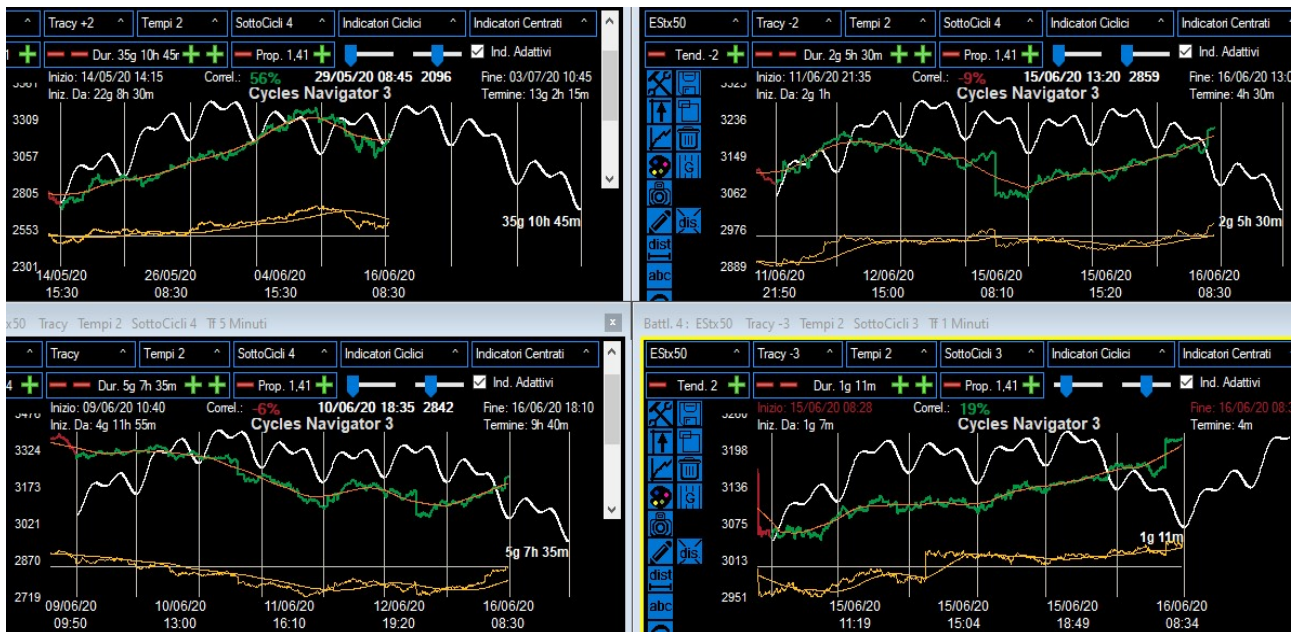 ^ Tracy +2 ^ Tempi 2 ^ SottoCicli 4 ^ Indicatori Ciclici ^ Indicatori Centrati ^
Dur. 35g 10h 45r Prop. 1,41 Ind. Adattivi
Inizio: 14/05/20 14:15 Correl.: 56% 29/05/20 08:45 2096 Fine: 03/07/20 10:45
Iniz. Da: 22g 8h 30m Cycles Navigator 3 Termine: 13g 2h 15m
3309
3057
2805
2553
2301
35g 10h 45m
14/05/20 26/05/20 04/06/20 16/06/20
15:30 08:30 15:30 08:30
EStx50 ^ Tracy -2 ^ Tempi 2 ^ SottoCicli 4 ^ Indicatori Ciclici ^ Indicatori Centrati ^
Tend. -2 Dur. 2g 5h 30m Prop. 1,41 Ind. Adattivi
Inizio: 11/06/20 21:35 Correl.: -9% 15/06/20 13:20 2859 Fine: 16/06/20 13:0
Iniz. Da: 2g 1h Cycles Navigator 3 Termine: 4h 30m
3323
3236
3149
3062
2976
2889
G
dis
dist
abc
2g 5h 30m
11/06/20 12/06/20 15/06/20 15/06/20 16/06/20
21:50 15:00 08:10 15:20 08:30
x50 Tracy Tempi 2 SottoCicli 4 Tf 5 Minuti x
^ Tracy ^ Tempi 2 ^ SottoCicli 4 ^ Indicatori Ciclici ^ Indicatori Centrati ^
4 Dur. 5g 7h 35m Prop. 1,41 Ind. Adattivi
Inizio: 09/06/20 10:40 Correl.: -6% 10/06/20 18:35 2842 Fine: 16/06/20 18:10
Iniz. Da: 4g 11h 55m Cycles Navigator 3 Termine: 9h 40m
3476
3324
3173
3021
2870
2719
5g 7h 35m
09/06/20 10/06/20 11/06/20 12/06/20 16/06/20
09:50 13:00 16:10 19:20 08:30
Battl. 4 : EStx50 Tracy -3 Tempi 2 SottoCicli 3 Tf 1 Minuti
EStx50 ^ Tracy -3 ^ Tempi 2 ^ SottoCicli 3 ^ Indicatori Ciclici ^ Indicatori Centrati ^
Tend. 2 Dur. 1g 11m Prop. 1,41 Ind. Adattivi
Inizio: 15/06/20 08:28 Correl.: 19% Fine: 16/06/20 08:3
Iniz. Da: 1g 7m Cycles Navigator 3 Termine: 4m
3198
3136
3075
3013
2951
G
dis
dist
abc
1g 11m
15/06/20 15/06/20 15/06/20 16/06/20
11:19 15:04 18:49 08:34